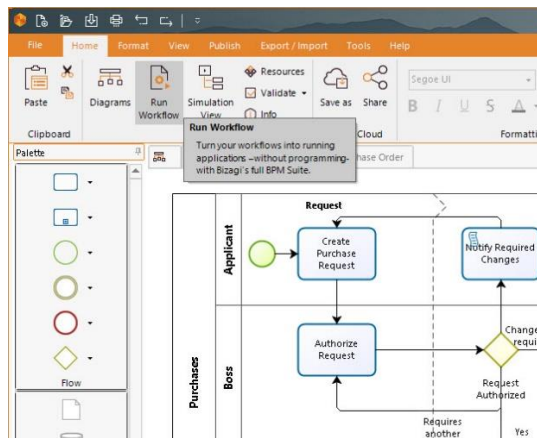 File Home Format View Publish Export / Import Tools Help
Paste
Diagrams
Run
Workflow
Simulation
View
Resources
Validate
Info
Save as
Share
Segoe UI
B I U S A
Clipboard
Cloud
Formatti
Run Workflow
Turn your workflows into running
applications –without programming-
with Bizagi's full BPM Suite.
Palette
hase Order
Flow
Purchases
Applicant
Boss
Request
Create
Purchase
Request
Notify Required
Changes
Authorize
Request
Change
requi
Request
Authorized
Requires
another
Yes